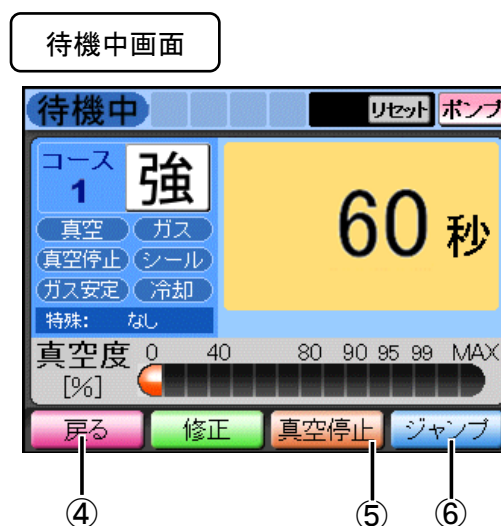 待機中画面
待機中 リセット ポンプ
コース
1 強
60 秒
真空 ガス
真空停止 シール
ガス安定 冷却
特殊: なし
真空度 0 40 80 90 95 99 MAX
[%]
戻る 修正 真空停止 ジャンプ
④ ⑤ ⑥